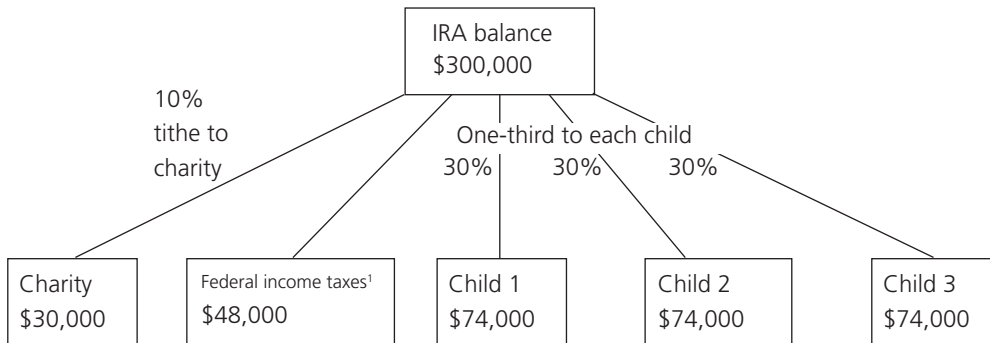 IRA balance
$300,000
10%
tithe to
charity
One-third to each child
30% 30% 30%
Charity
$30,000
Federal income taxes¹
$48,000
Child 1
$74,000
Child 2
$74,000
Child 3
$74,000